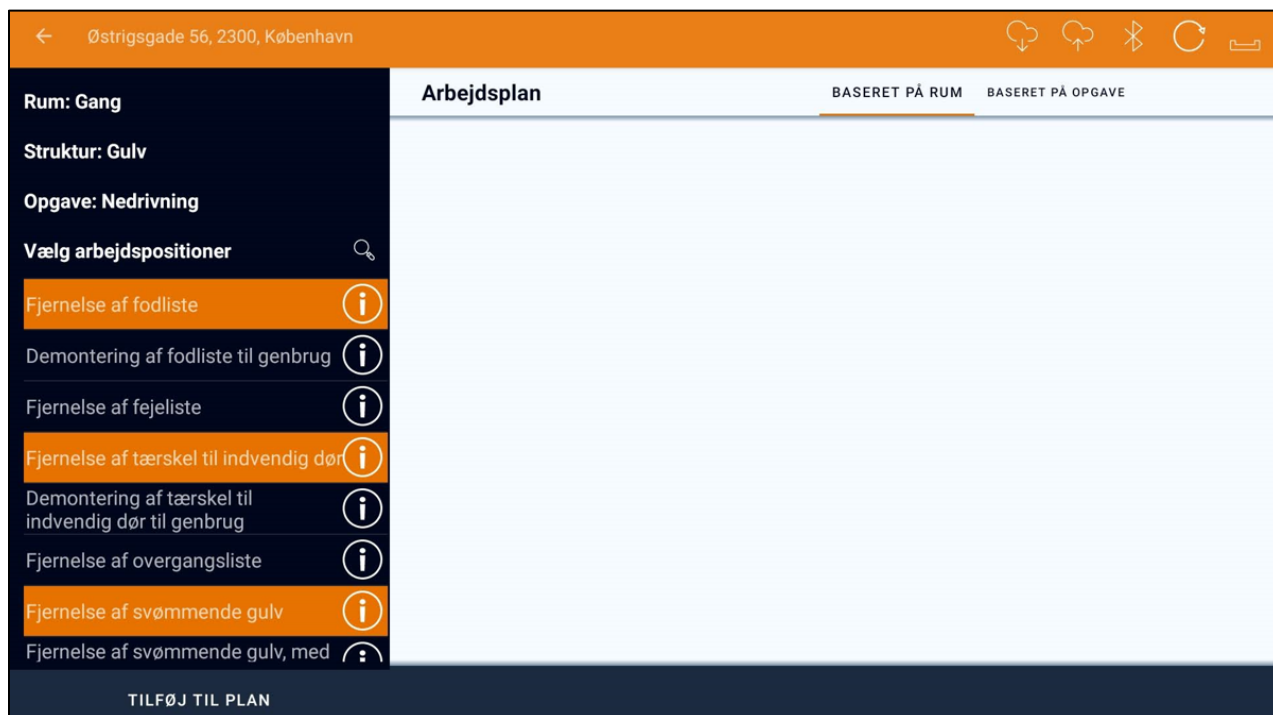 Østrigsgade 56, 2300, København
Rum: Gang
Struktur: Gulv
Opgave: Nedrivning
Vælg arbejdspositioner
Fjernelse af fodliste
Demontering af fodliste til genbrug
Fjernelse af fejeliste
Fjernelse af tærskel til indvendig dør
Demontering af tærskel til
indvendig dør til genbrug
Fjernelse af overgangsliste
Fjernelse af svømmende gulv
Fjernelse af svømmende gulv, med
TILFØJ TIL PLAN
Arbejdsplan
BASERET PÅ RUM
BASERET PÅ OPGAVE